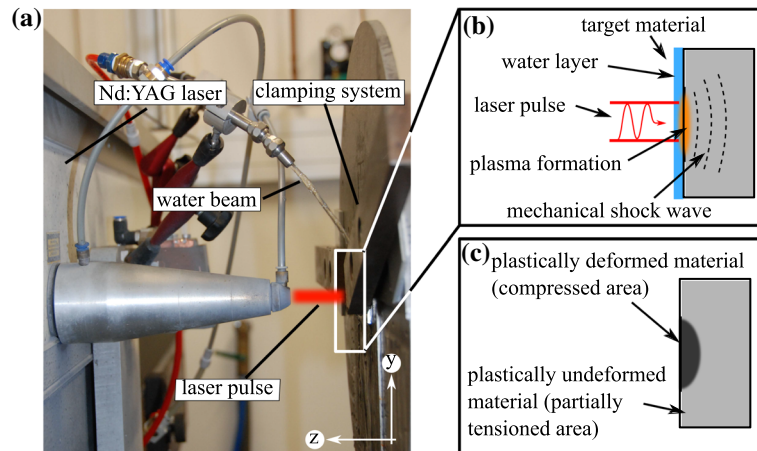 (a)
Nd:YAG laser
clamping system
water beam
laser pulse
y
z
(b)
target material
water layer
laser pulse
plasma formation
mechanical shock wave
(c)
plastically deformed material
(compressed area)
plastically undeformed
material (partially
tensioned area)